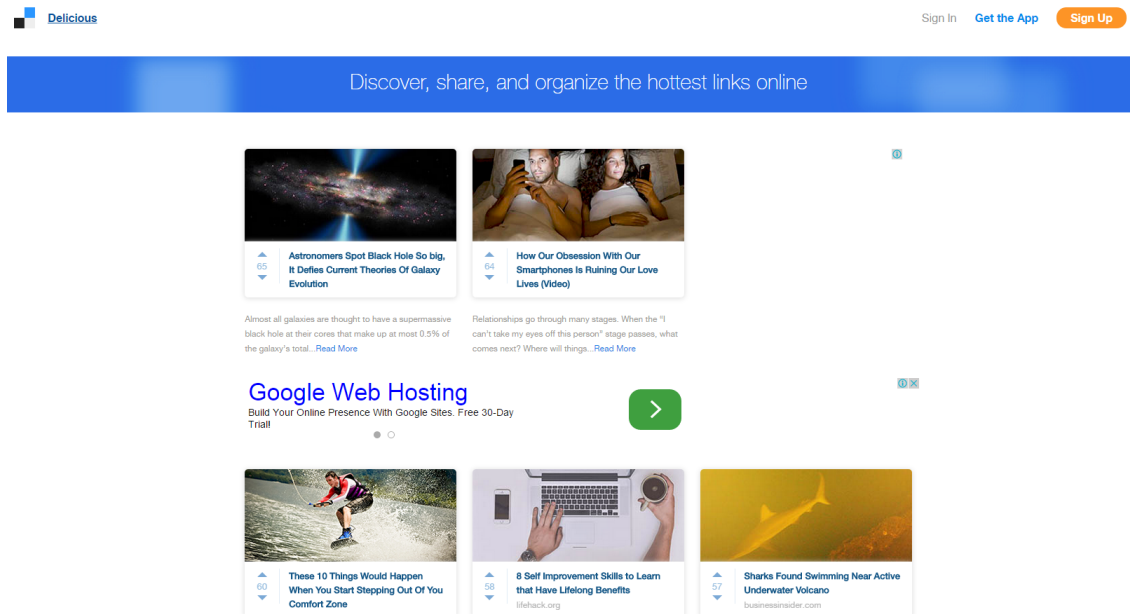 Delicious
Sign In
Get the App
Sign Up
Discover, share, and organize the hottest links online
65
Astronomers Spot Black Hole So big,
It Defies Current Theories Of Galaxy
Evolution
64
How Our Obsession With Our
Smartphones Is Ruining Our Love
Lives (Video)
Almost all galaxies are thought to have a supermassive
black hole at their cores that make up at most 0.5% of
the galaxy's total...Read More
Relationships go through many stages. When the "I
can't take my eyes off this person" stage passes, what
comes next? Where will things...Read More
Google Web Hosting
Build Your Online Presence With Google Sites. Free 30-Day
Trial!
60
These 10 Things Would Happen
When You Start Stepping Out Of You
Comfort Zone
58
8 Self Improvement Skills to Learn
that Have Lifelong Benefits
lifehack.org
57
Sharks Found Swimming Near Active
Underwater Volcano
businessinsider.com